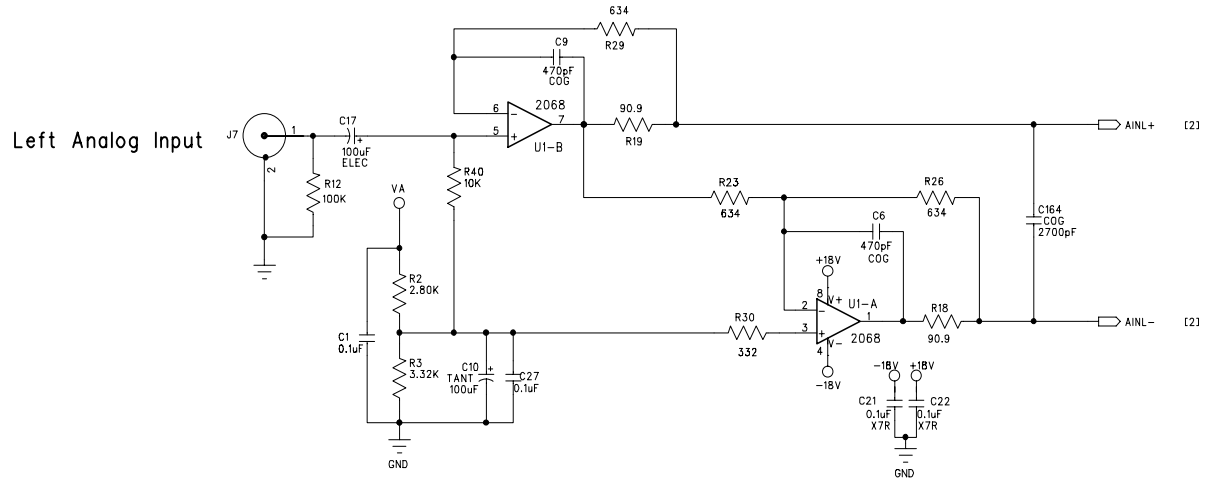 634
R29
C9
470pF
COG
6
-
2068
7
5
+
U1-B
90.9
R19
AINL+ [2]
Left Analog Input
J7
1
2
C17
+
100uF
ELEC
R12
100K
R40
10K
VA
R23
634
R26
634
C6
470pF
COG
C164
COG
2700pF
+18V
8
V+
U1-A
2
-
1
3
+
2068
V-
4
-18V
R18
90.9
AINL- [2]
R2
2.80K
C1
0.1uF
R3
3.32K
C10
+
TANT
100uF
C27
0.1uF
R30
332
-18V +18V
C21
0.1uF
X7R
C22
0.1uF
X7R
GND
GND